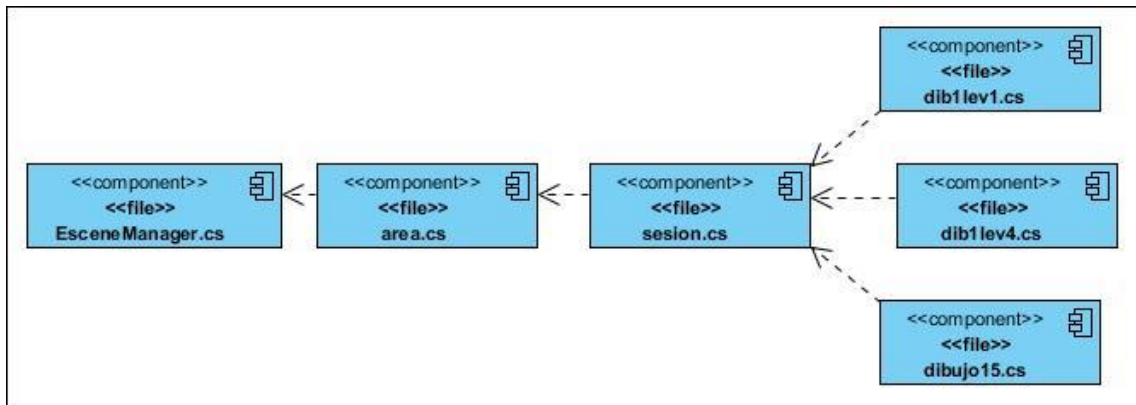 <<component>>
<<file>>
dib1lev1.cs
<<component>>
<<file>>
EsceneManager.cs
<<component>>
<<file>>
area.cs
<<component>>
<<file>>
sesion.cs
<<component>>
<<file>>
dib1lev4.cs
<<component>>
<<file>>
dibujo15.cs